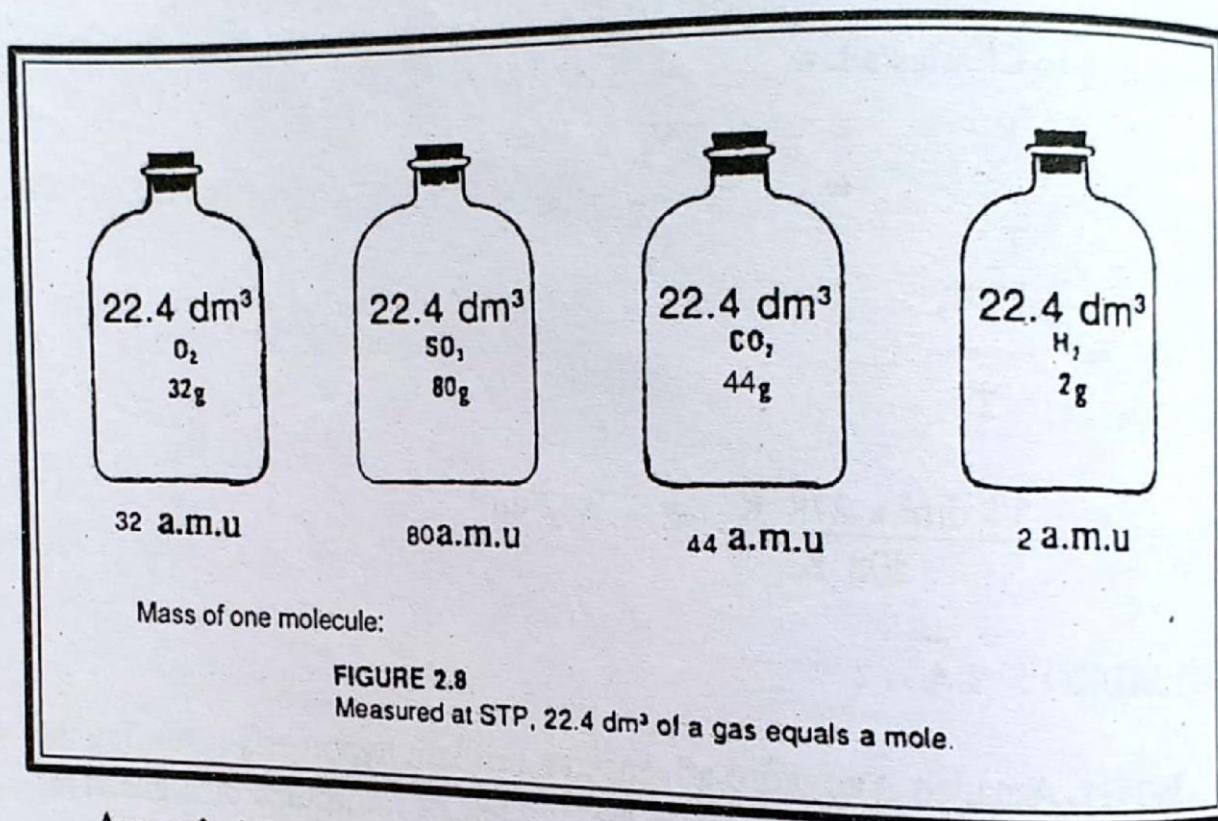 22.4 dm³
O₂
32g
32 a.m.u
22.4 dm³
SO₃
80g
80a.m.u
22.4 dm³
CO₂
44g
44 a.m.u
22.4 dm³
H₂
2g
2 a.m.u
Mass of one molecule:
FIGURE 2.8
Measured at STP, 22.4 dm³ of a gas equals a mole.